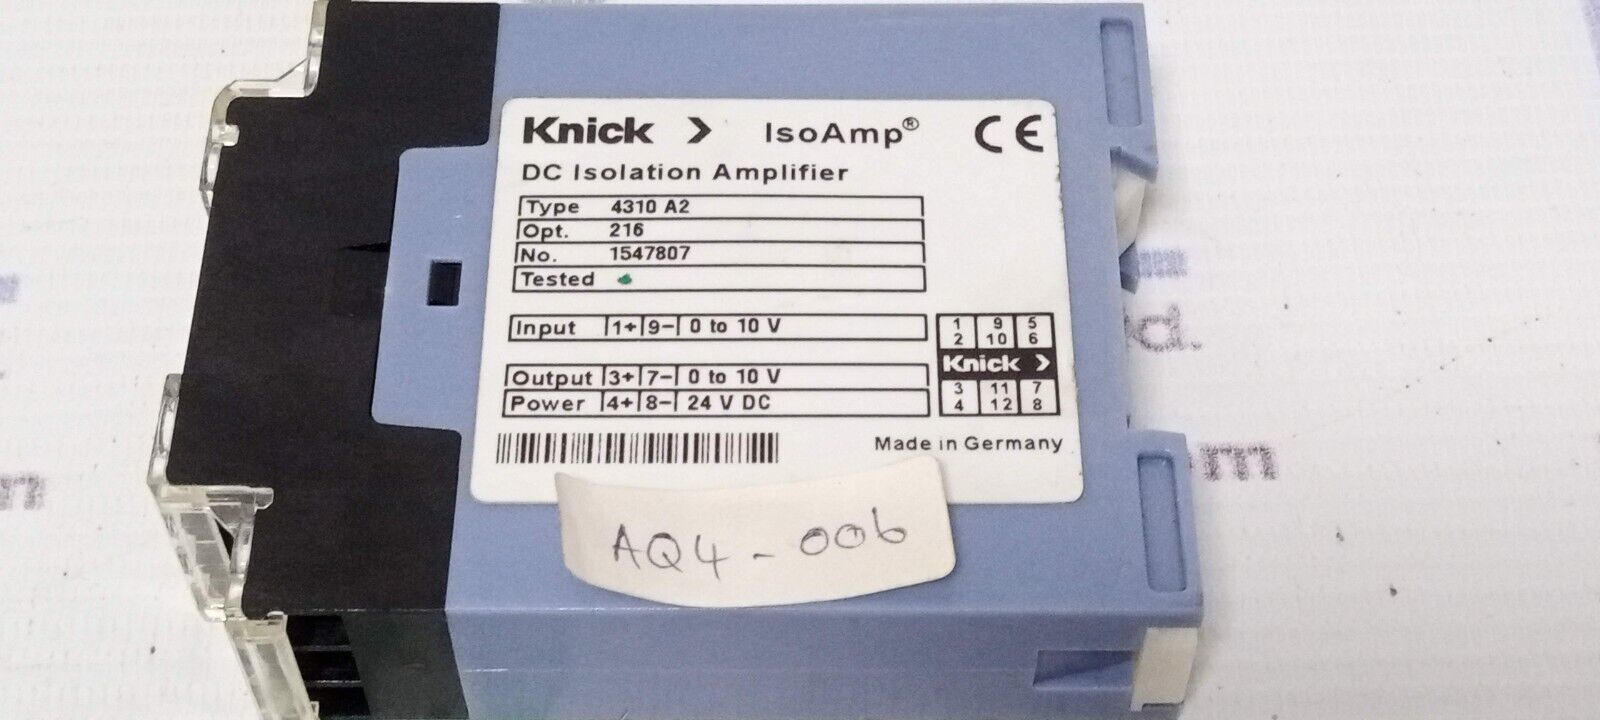 Knick > IsoAmp® CE
DC Isolation Amplifier
Type 4310 A2
Opt. 216
No. 1547807
Tested
Input 1+ 9- 0 to 10 V
Output 3+ 7- 0 to 10 V
Power 4+ 8- 24 V DC
1 9 5
2 10 6
Knick >
3 11 7
4 12 8
Made in Germany
AQ4-006
d.
om
n